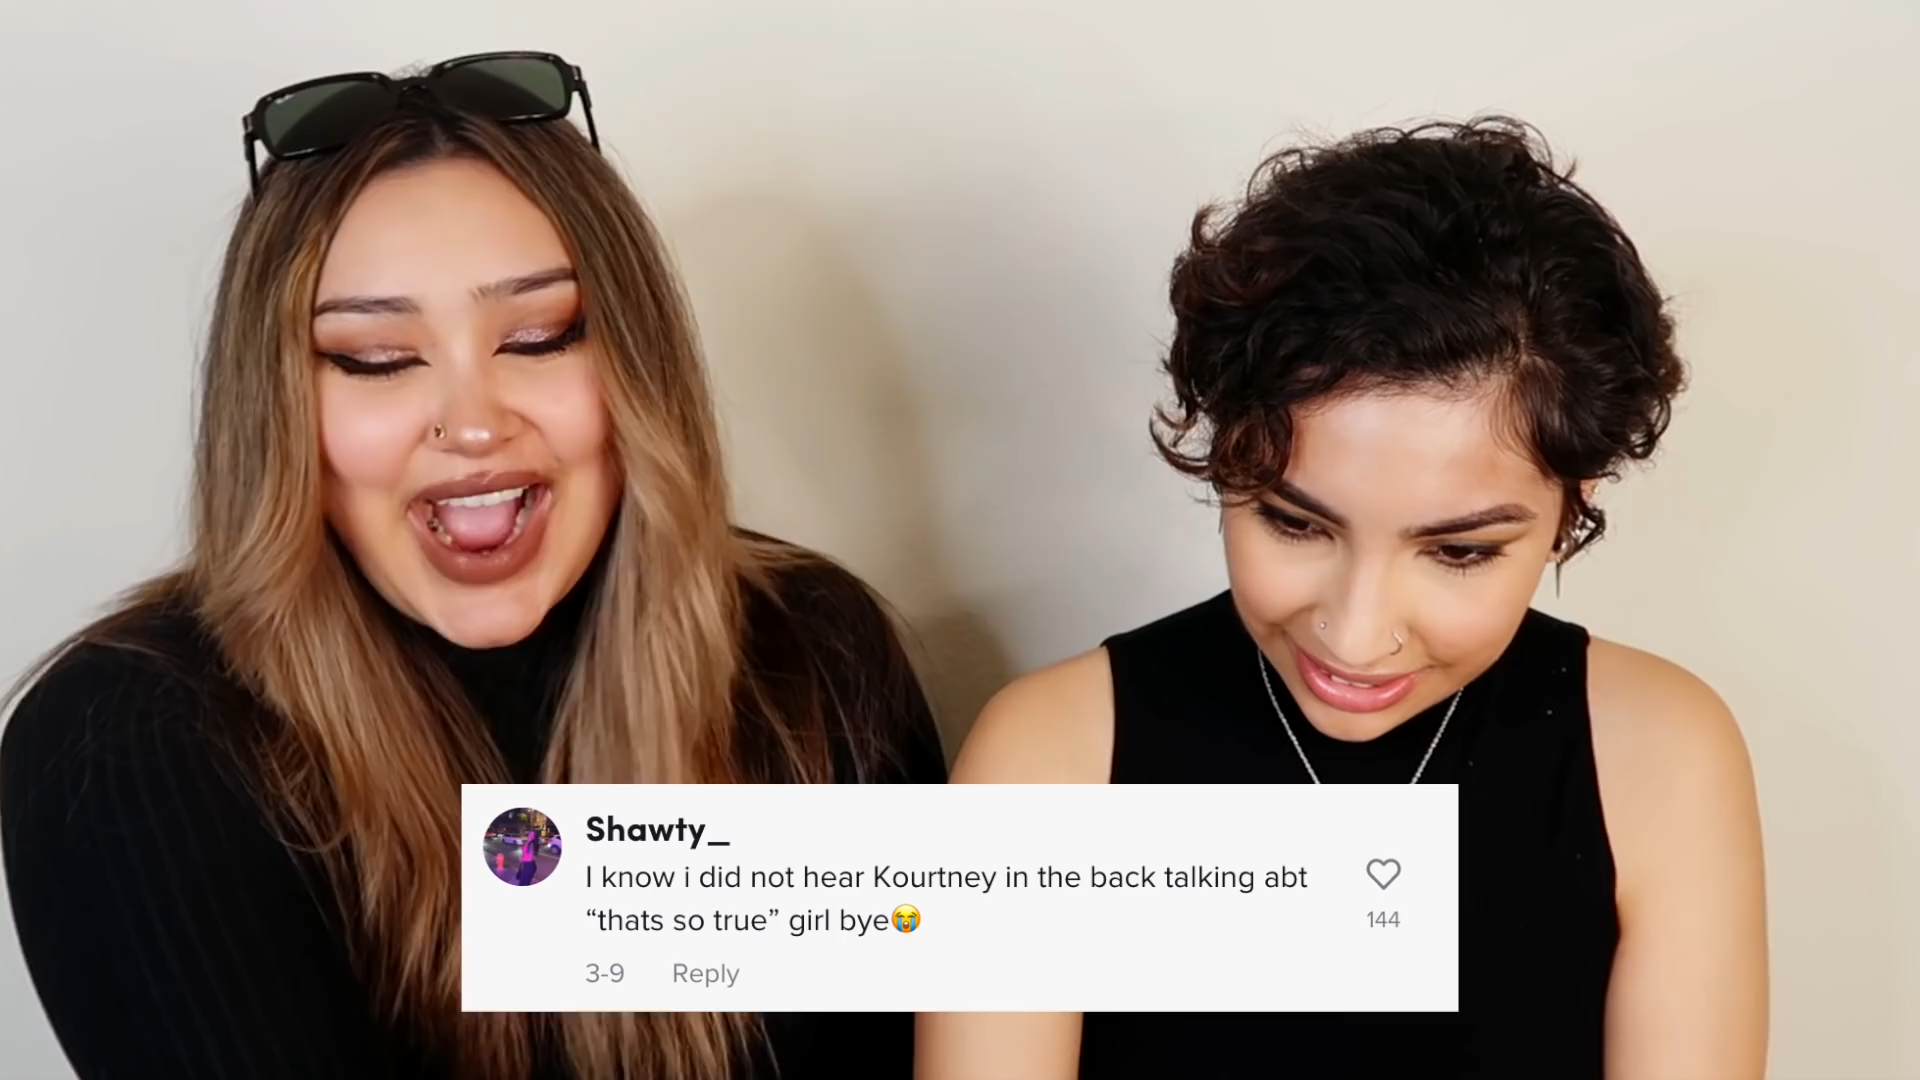 Shawty_
I know i did not hear Kourtney in the back talking abt
“thats so true” girl bye😭
144
3-9 Reply